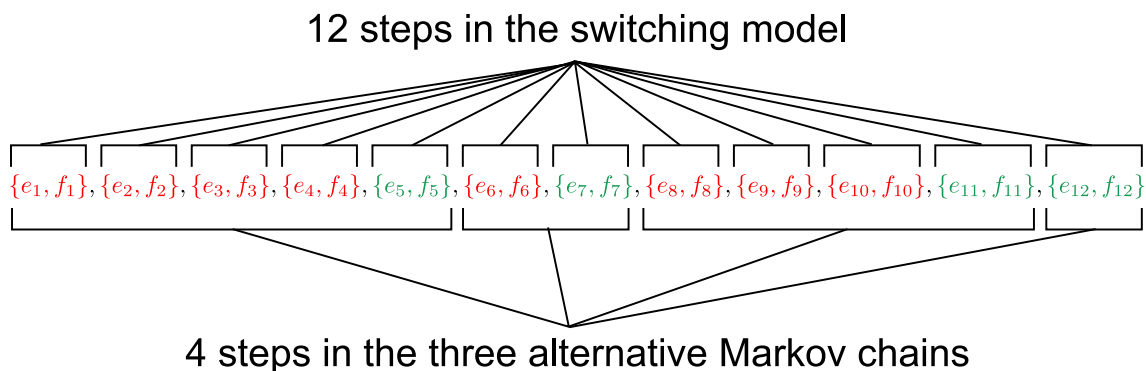 12 steps in the switching model
{e₁, f₁}, {e₂, f₂}, {e₃, f₃}, {e₄, f₄}, {e₅, f₅}, {e₆, f₆}, {e₇, f₇}, {e₈, f₈}, {e₉, f₉}, {e₁₀, f₁₀}, {e₁₁, f₁₁}, {e₁₂, f₁₂}
4 steps in the three alternative Markov chains